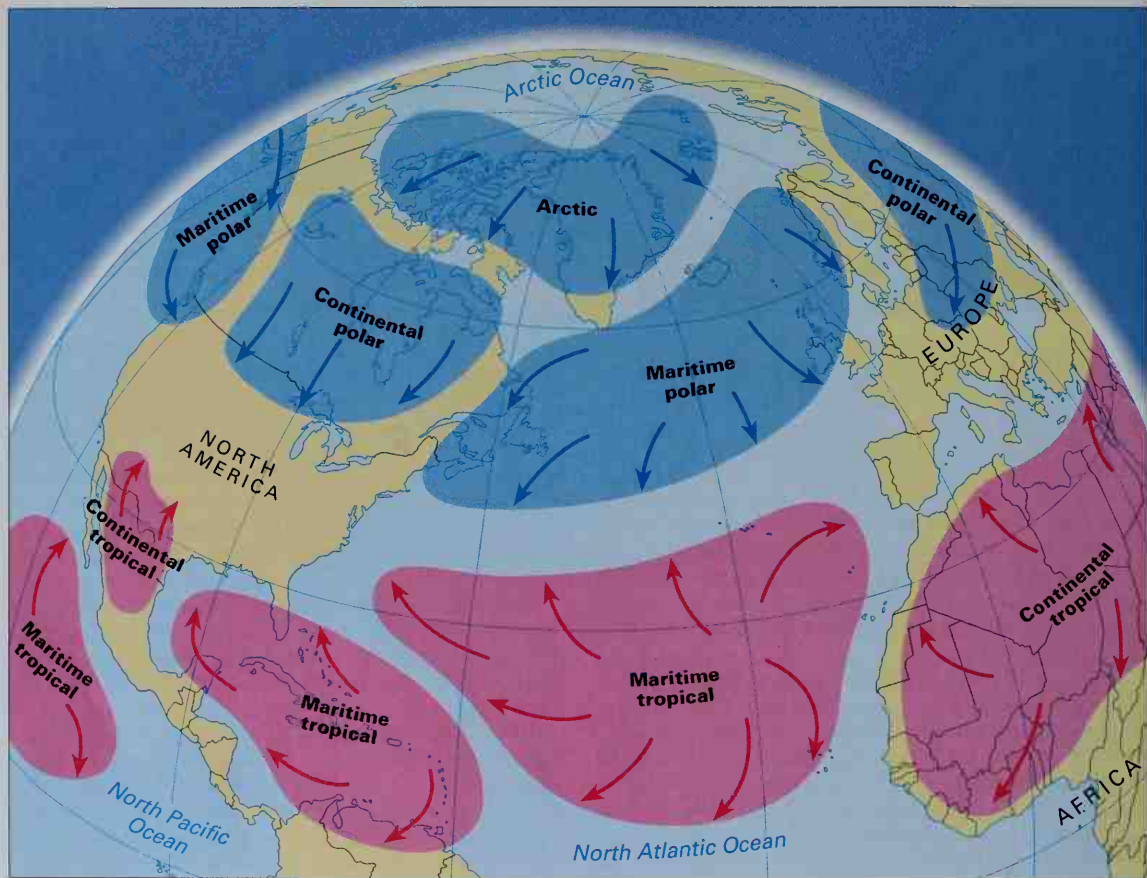 Arctic Ocean
Maritime
polar
Arctic
Continental
polar
Continental
polar
Maritime
polar
EUROPE
NORTH
AMERICA
Continental
tropical
Maritime
tropical
Maritime
tropical
Maritime
tropical
Continental
tropical
North Pacific
Ocean
North Atlantic Ocean
AFRICA